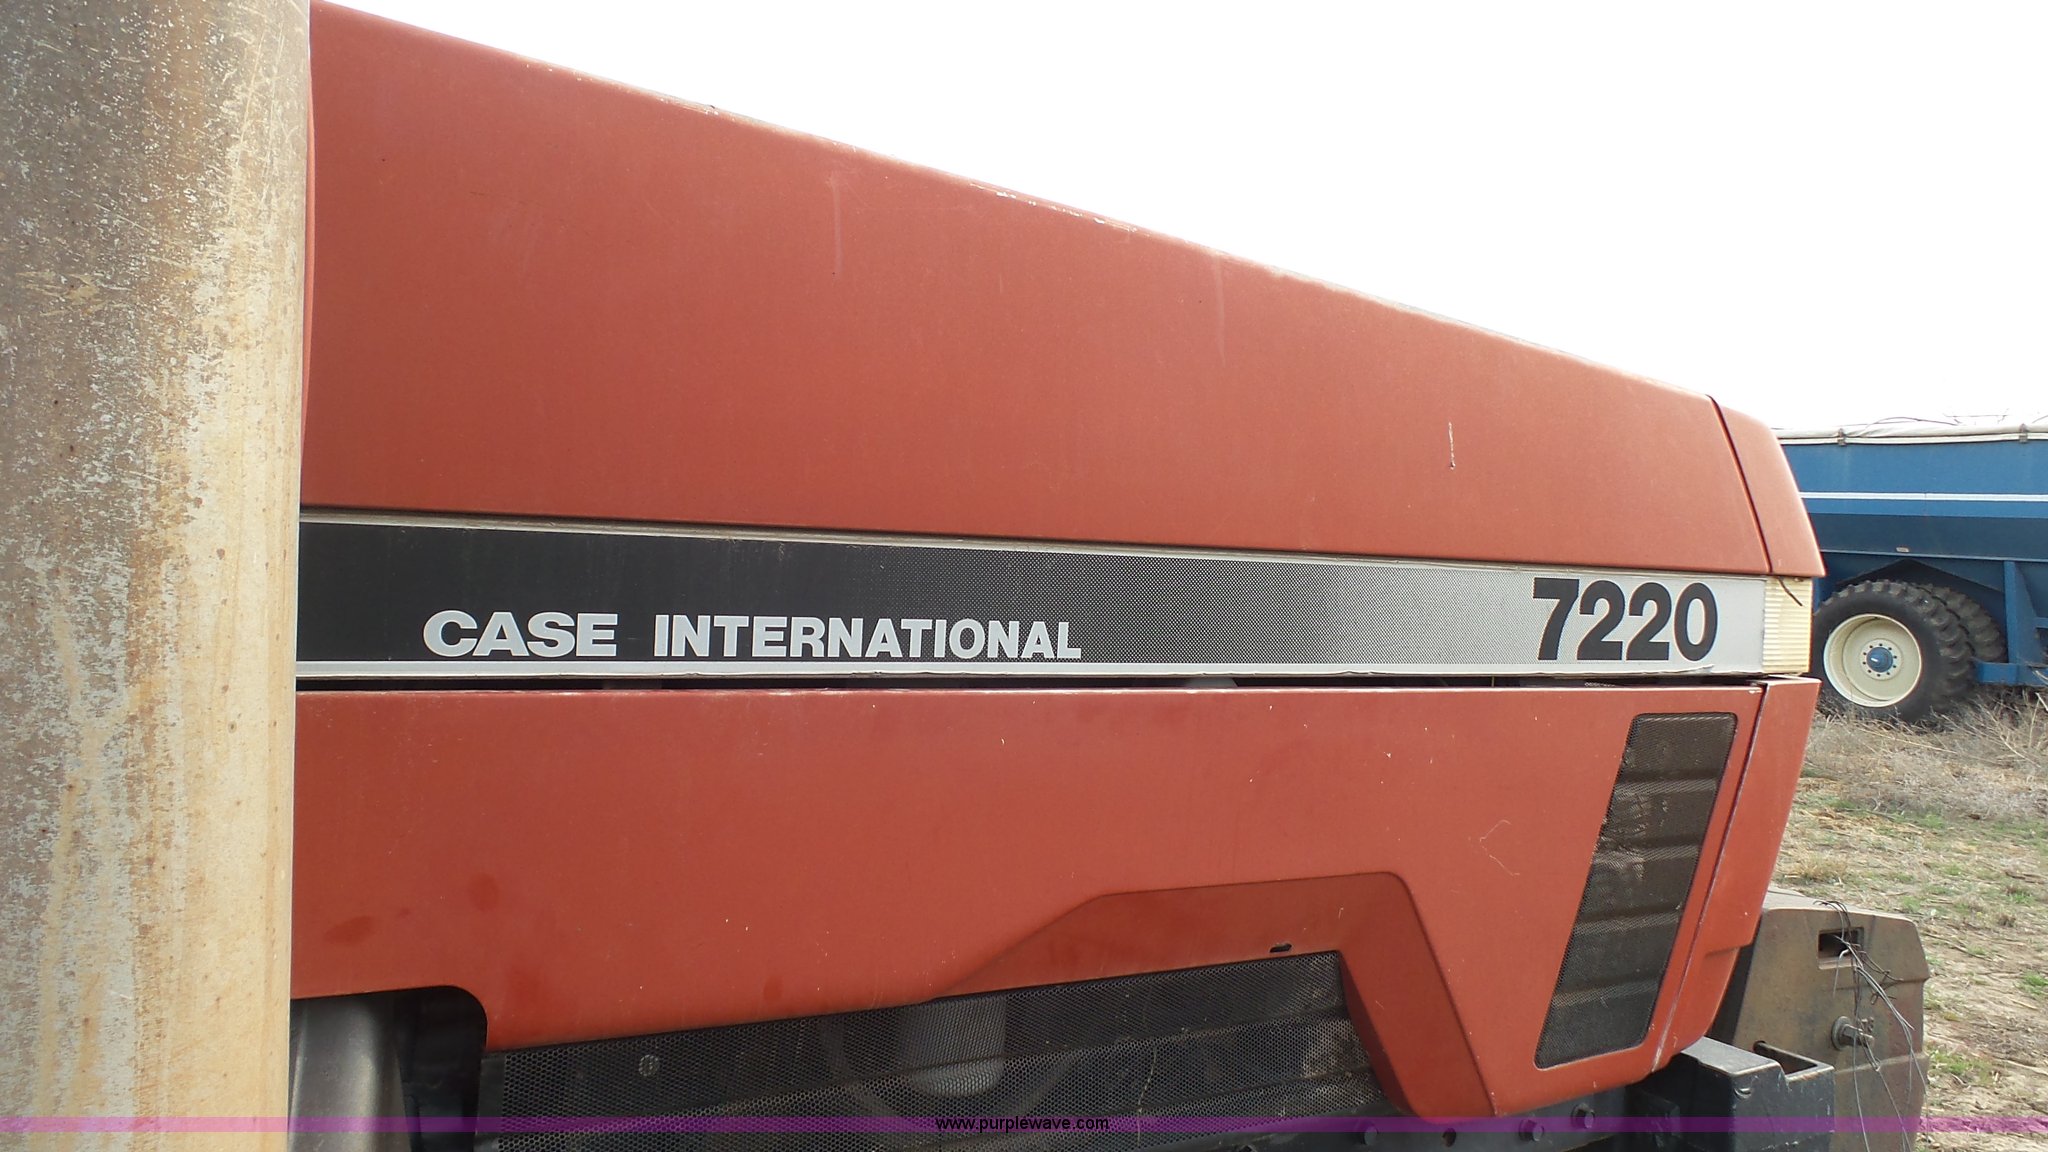 CASE INTERNATIONAL 7220
www.purplewave.com